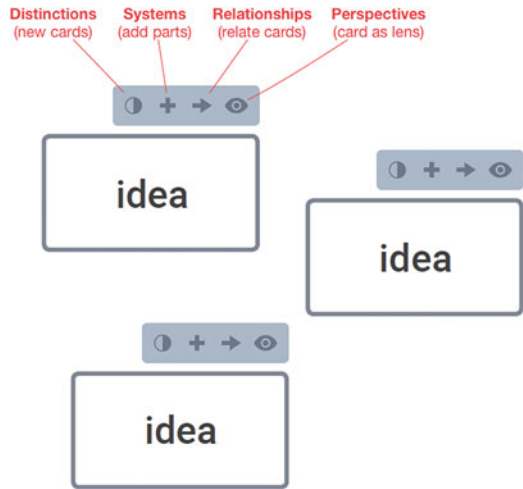 Distinctions Systems Relationships Perspectives
(new cards) (add parts) (relate cards) (card as lens)
idea
idea
idea